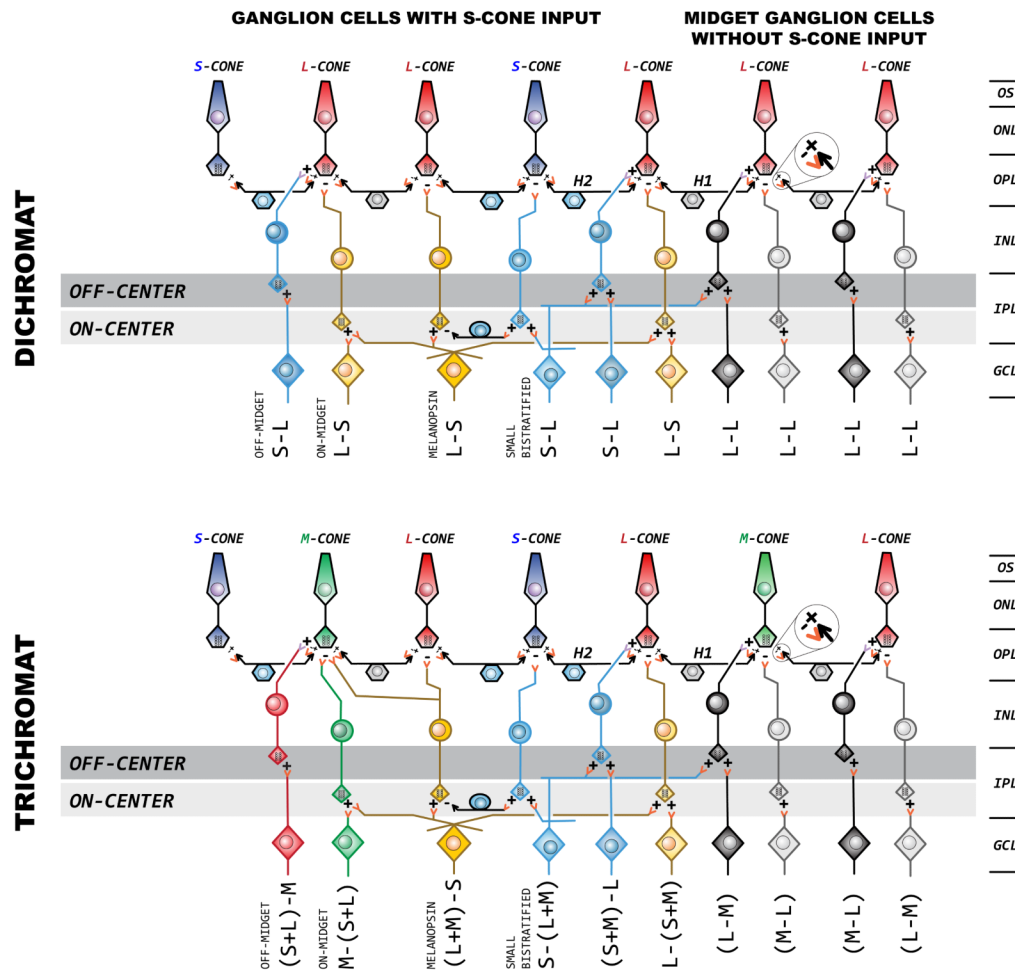 GANGLION CELLS WITH S-CONE INPUT
MIDGET GANGLION CELLS
WITHOUT S-CONE INPUT
S-CONE L-CONE L-CONE S-CONE L-CONE L-CONE L-CONE
OS
ONL
OPL
H2 H1
INL
DICHROMAT
OFF-CENTER
ON-CENTER
IPL
GCL
OFF-MIDGET
S-L
ON-MIDGET
L-S
MELANOPSIN
L-S
SMALL
BISTRATIFIED
S-L
S-L
L-S
L-L
L-L
L-L
L-L
S-CONE M-CONE L-CONE S-CONE L-CONE M-CONE L-CONE
OS
ONL
OPL
H2 H1
INL
TRICHROMAT
OFF-CENTER
ON-CENTER
IPL
GCL
OFF-MIDGET
(S+L)-M
ON-MIDGET
M-(S+L)
MELANOPSIN
(L+M)-S
SMALL
BISTRATIFIED
S-(L+M)
(S+M)-L
L-(S+M)
(L-M)
(M-L)
(M-L)
(L-M)